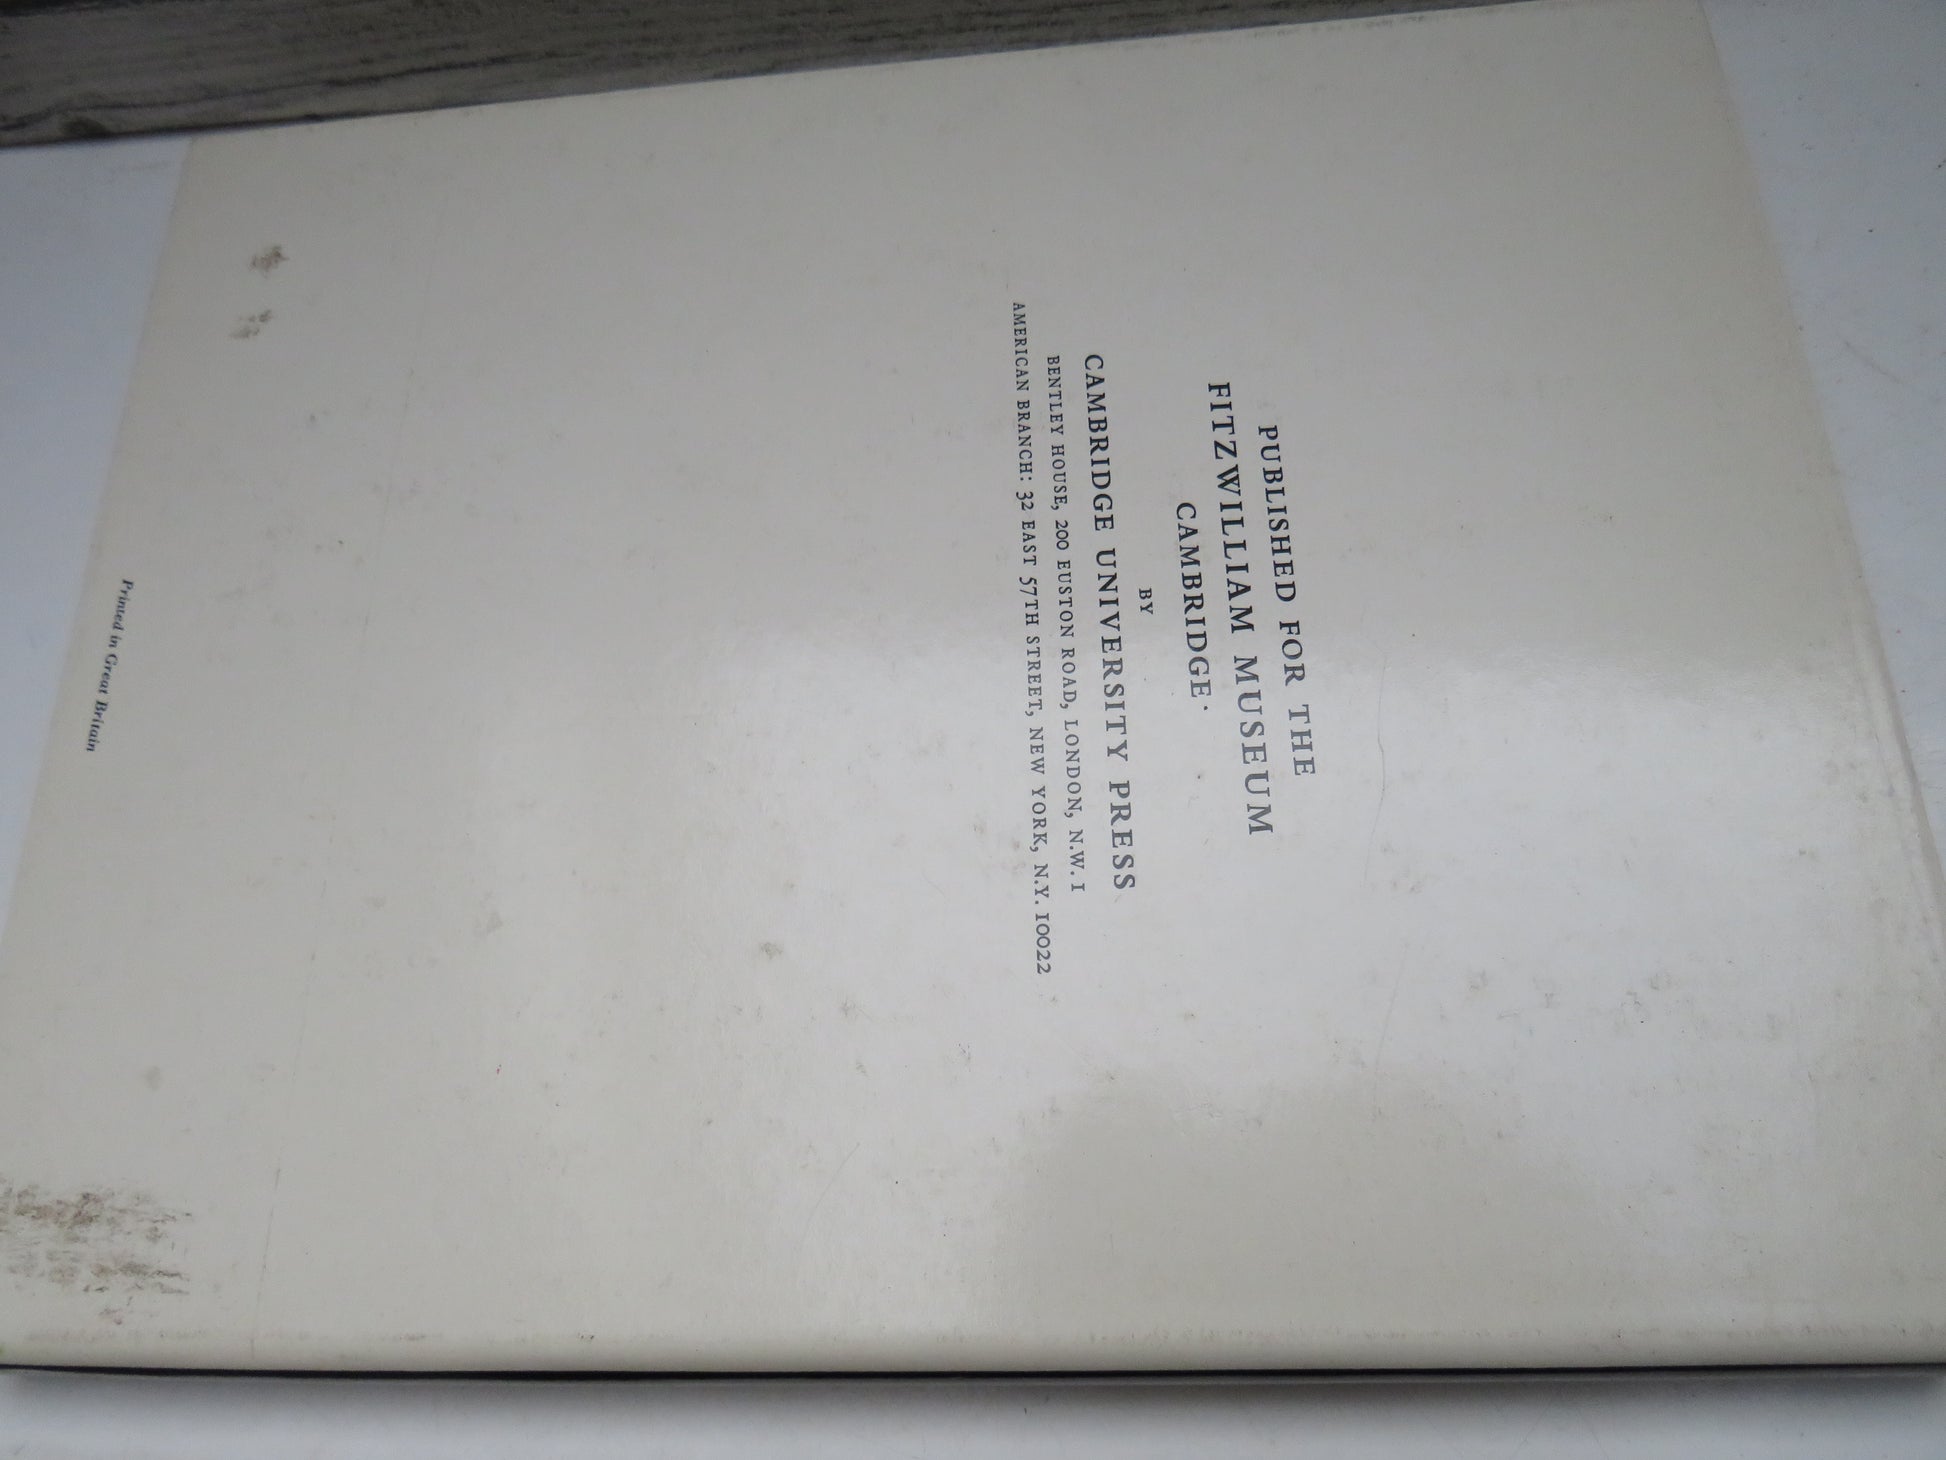 PUBLISHED FOR THE
FITZWILLIAM MUSEUM
CAMBRIDGE
BY
CAMBRIDGE UNIVERSITY PRESS
BENTLEY HOUSE, 200 EUSTON ROAD, LONDON, N.W. I
AMERICAN BRANCH: 32 EAST 57TH STREET, NEW YORK, N.Y. 10022
Printed in Great Britain